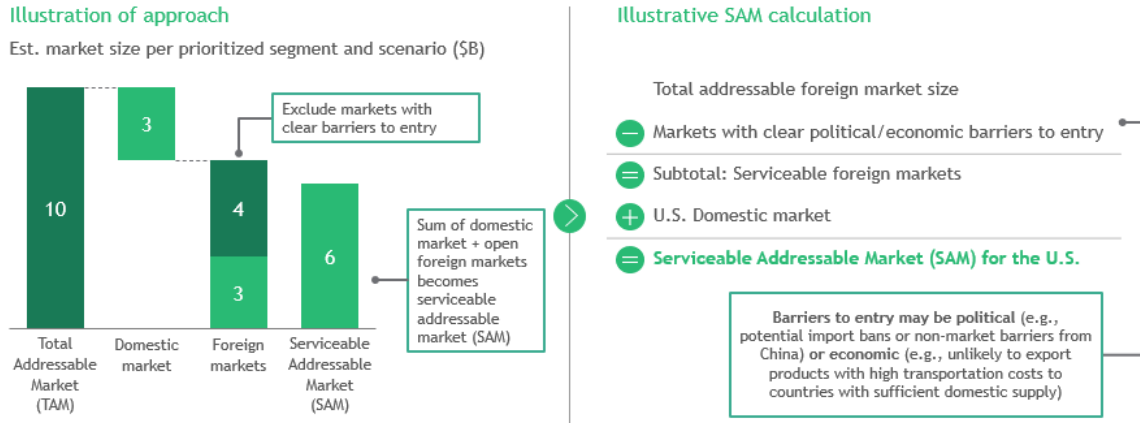 Illustration of approach
Est. market size per prioritized segment and scenario ($B)
10
3
4
3
6
Exclude markets with
clear barriers to entry
Sum of domestic
market + open
foreign markets
becomes
serviceable
addressable
market (SAM)
Total
Addressable
Market
(TAM)
Domestic
market
Foreign
markets
Serviceable
Addressable
Market
(SAM)
Illustrative SAM calculation
Total addressable foreign market size
− Markets with clear political/economic barriers to entry
= Subtotal: Serviceable foreign markets
+ U.S. Domestic market
= Serviceable Addressable Market (SAM) for the U.S.
Barriers to entry may be political (e.g.,
potential import bans or non-market barriers from
China) or economic (e.g., unlikely to export
products with high transportation costs to
countries with sufficient domestic supply)